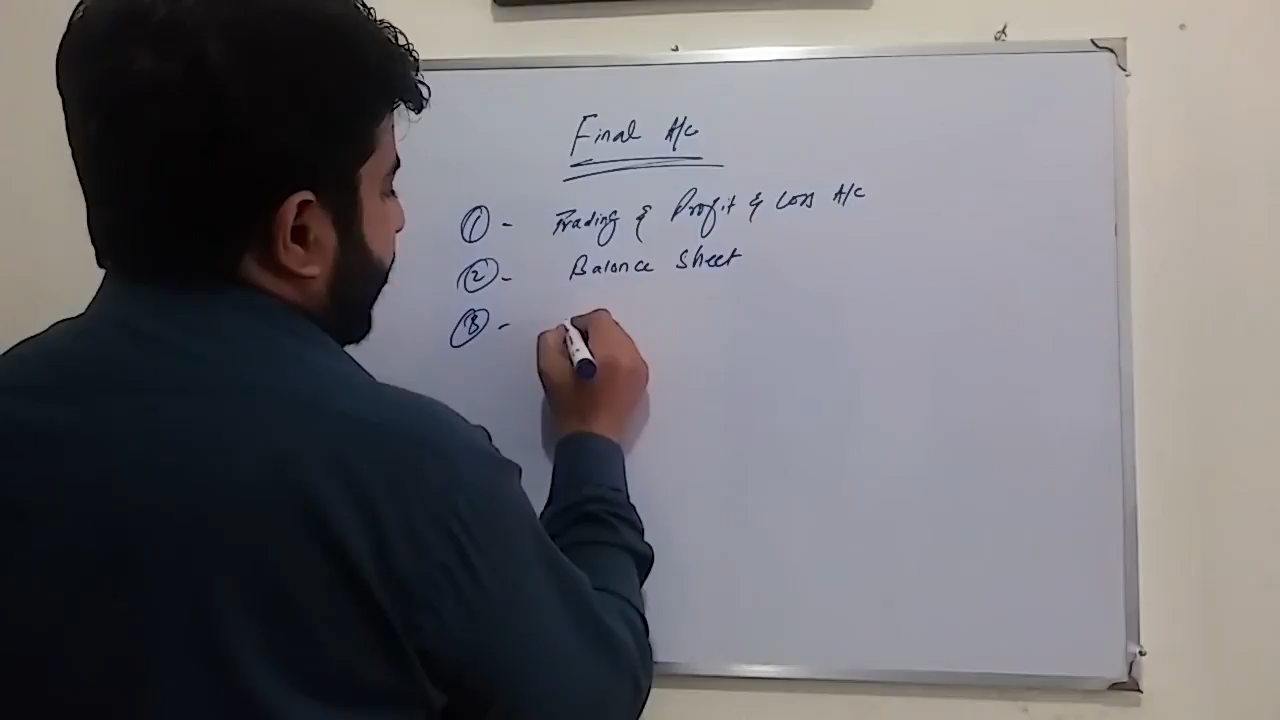 Final A/c
① - Trading & Profit & Loss A/c
② - Balance Sheet
③ -